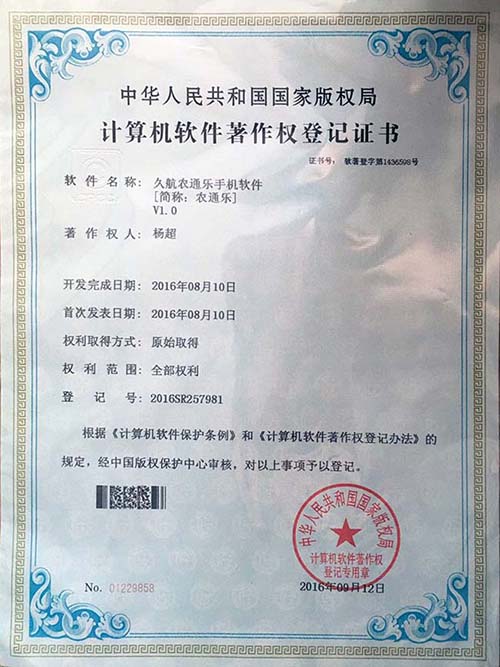 中华人民共和国国家版权局
计算机软件著作权登记证书
证书号： 软著登字第1436598号
软件名称： 久航农通乐手机软件
[简称：农通乐]
V1.0
著作权人： 杨超
开发完成日期： 2016年08月10日
首次发表日期： 2016年08月10日
权利取得方式： 原始取得
权利范围： 全部权利
登记号： 2016SR257981
根据《计算机软件保护条例》和《计算机软件著作权登记办法》的
规定，经中国版权保护中心审核，对以上事项予以登记。
中华人民共和国国家版权局
计算机软件著作权
登记专用章
No. 01229858
2016年09月12日